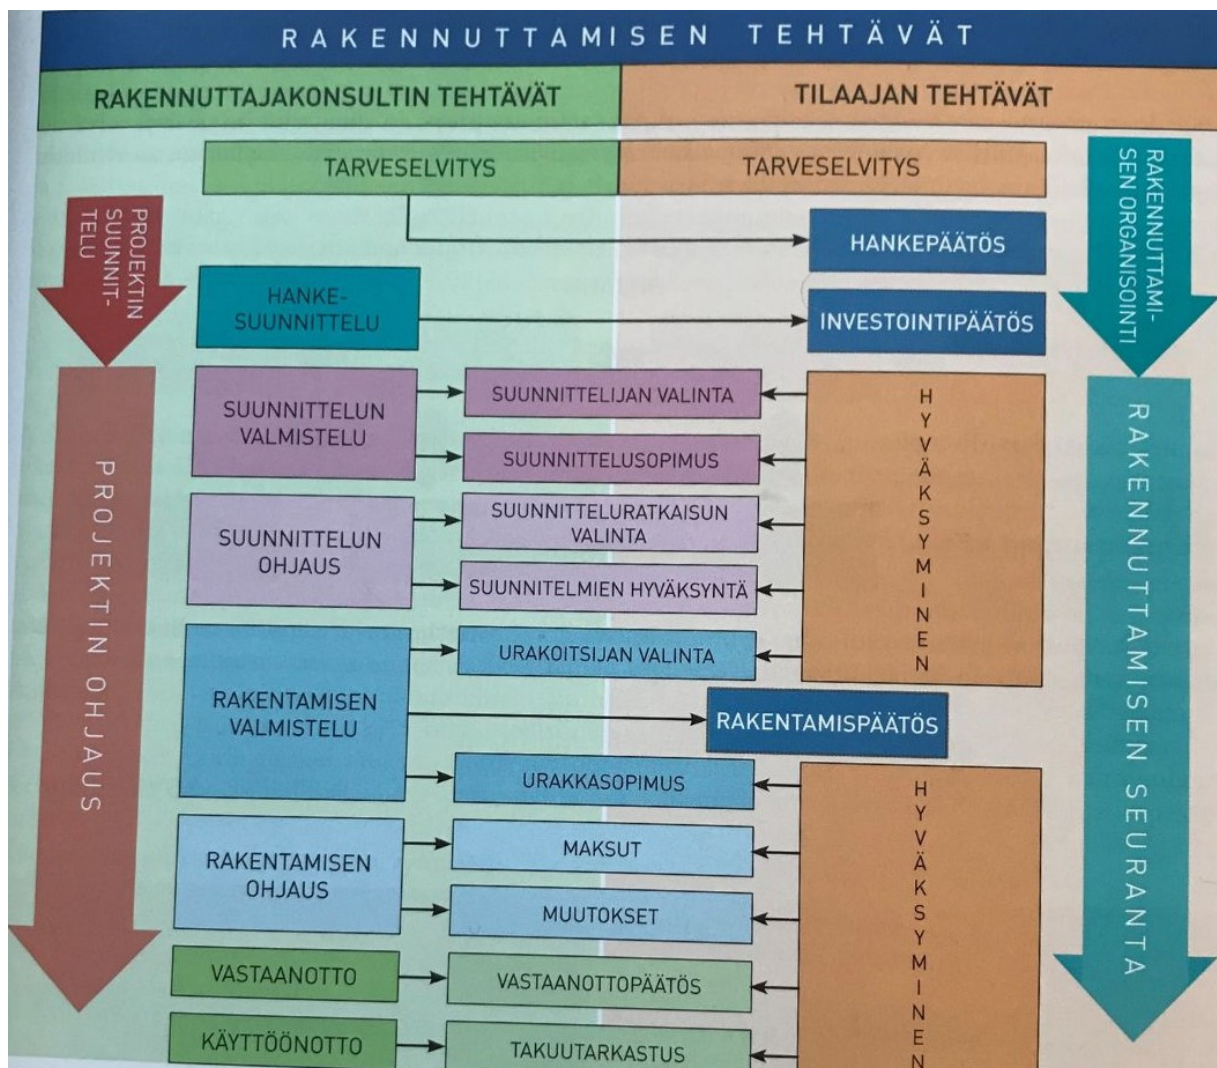 RAKENNUTTAMISEN TEHTÄVÄT
RAKENNUTTAJAKONSULTIN TEHTÄVÄT
TILAAJAN TEHTÄVÄT
TARVESELVITYS
TARVESELVITYS
RAKENNUTTAMI-
SEN ORGANISOINTI
PROJEKTIN
SUUNNIT-
TELU
HANKEPÄÄTÖS
HANKE-
SUUNNITTELU
INVESTOINTIPÄÄTÖS
SUUNNITTELUN
VALMISTELU
SUUNNITTELIJAN VALINTA
SUUNNITTELUSOPIMUS
HYVÄKSYMINEN
PROJEKTIN OHJAUS
RAKENNUTTAMISEN SEURANTA
SUUNNITTELUN
OHJAUS
SUUNNITTELURATKAISUN
VALINTA
SUUNNITELMIEN HYVÄKSYNTÄ
RAKENTAMISEN
VALMISTELU
URAKOITSIJAN VALINTA
RAKENTAMISPÄÄTÖS
URAKKASOPIMUS
HYVÄKSYMINEN
RAKENTAMISEN
OHJAUS
MAKSUT
MUUTOKSET
VASTAANOTTO
VASTAANOTTOPÄÄTÖS
KÄYTTÖÖNOTTO
TAKUUTARKASTUS